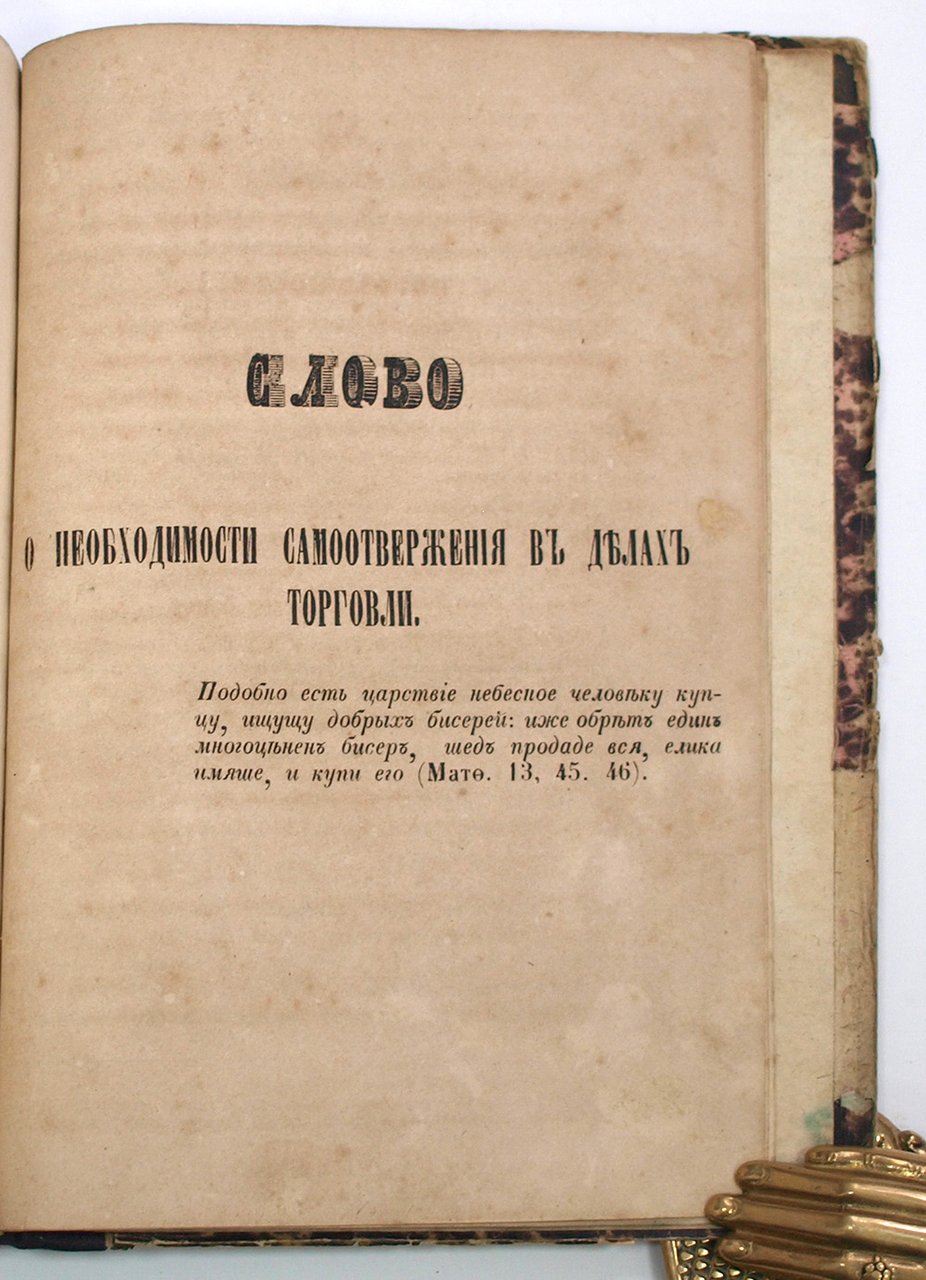 СЛОВО
О НЕОБХОДИМОСТИ САМООТВЕРЖЕНІЯ ВЪ ДѢЛАХЪ
ТОРГОВЛИ.
Подобно есть царствіе небесное человѣку куп-
цу, ищущу добрыхъ бисерей: иже обрѣтъ единъ
многоцѣненъ бисеръ, шедъ продаде вся, елика
имяше, и купи его (Матѳ. 13, 45. 46).